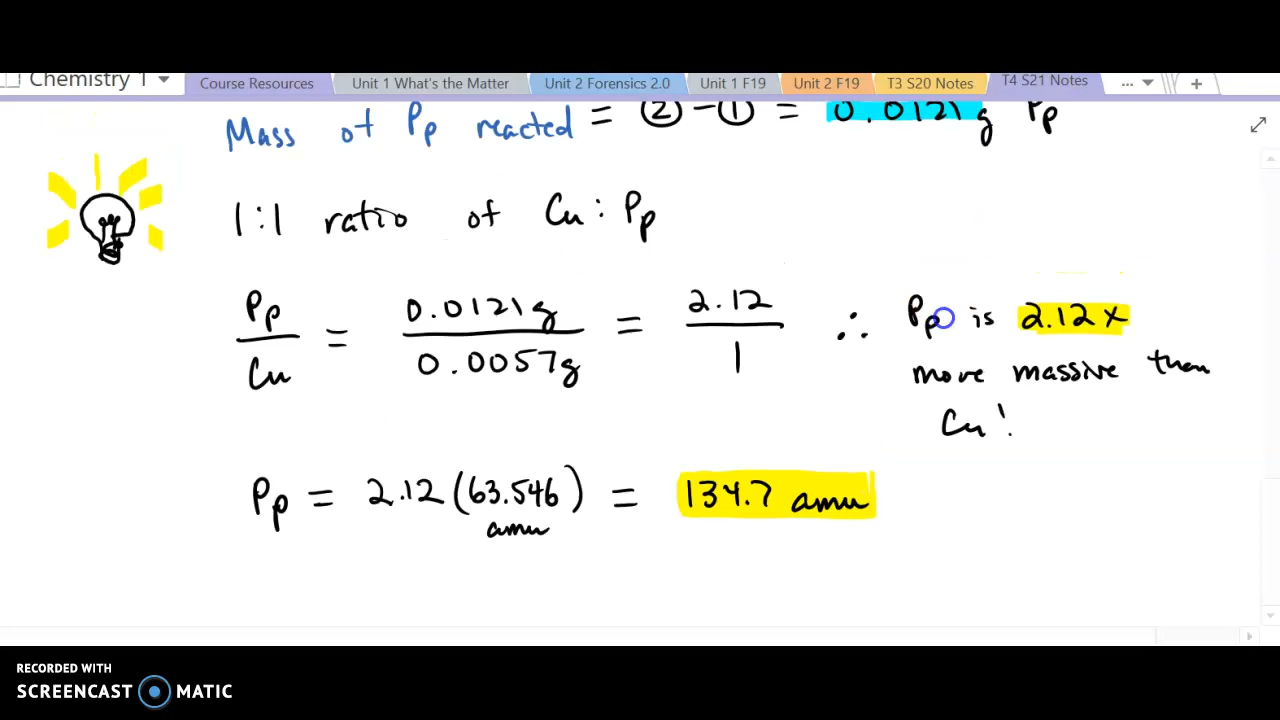 Chemistry 1 Course Resources Unit 1 What's the Matter Unit 2 Forensics 2.0 Unit 1 F19 Unit 2 F19 T3 S20 Notes T4 S21 Notes ... +
Mass of Pp reacted = ② - ① = 0.0121g Pp
1:1 ratio of Cu : Pp
Pp / Cu = 0.0121g / 0.0057g = 2.12 / 1 ∴ Pp is 2.12x
more massive than
Cu!
Pp = 2.12 (63.546) = 134.7 amu
amu
RECORDED WITH
SCREENCAST MATIC